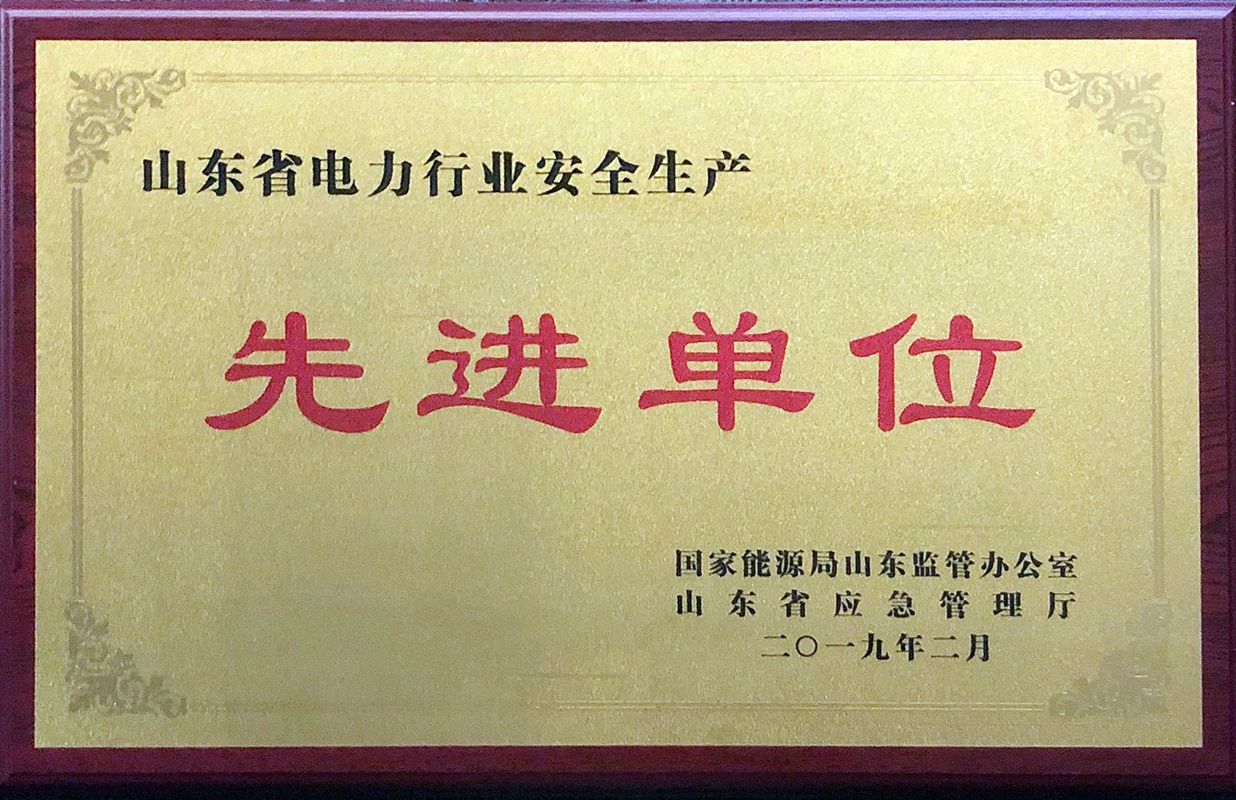 山东省电力行业安全生产
先进单位
国家能源局山东监管办公室
山东省应急管理厅
二〇一九年二月